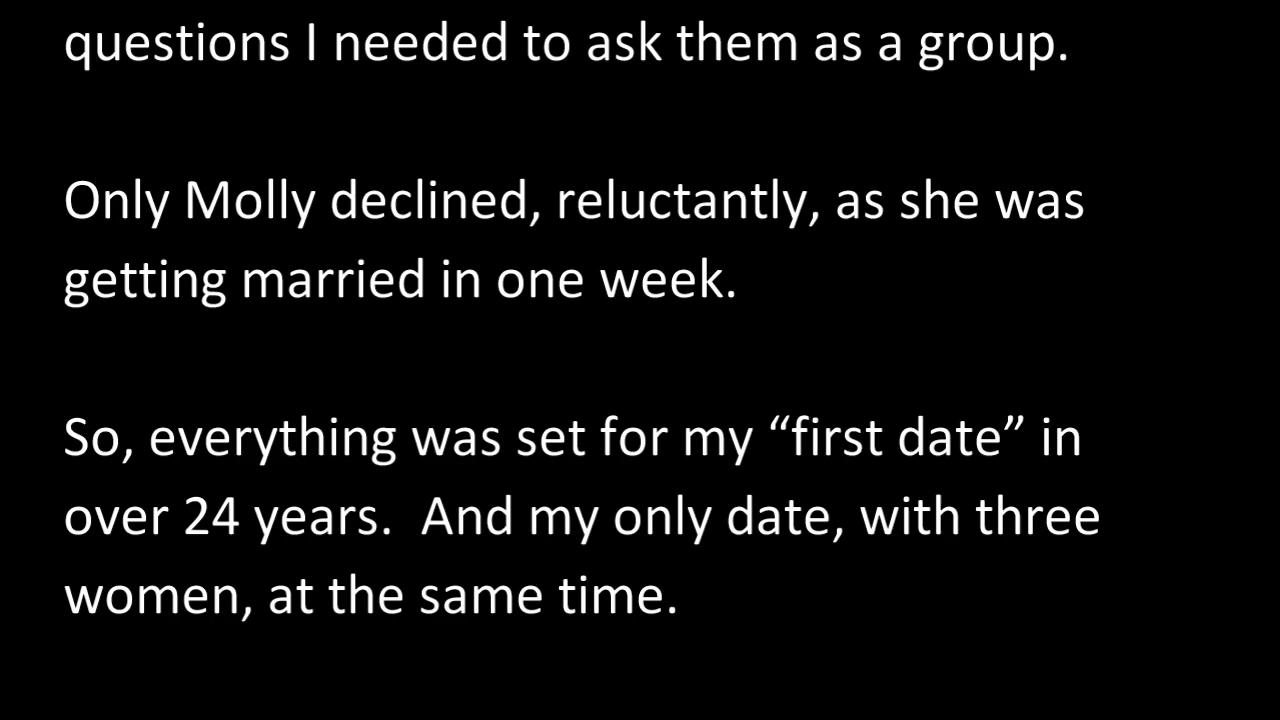 questions I needed to ask them as a group.
Only Molly declined, reluctantly, as she was
getting married in one week.
So, everything was set for my “first date” in
over 24 years.  And my only date, with three
women, at the same time.